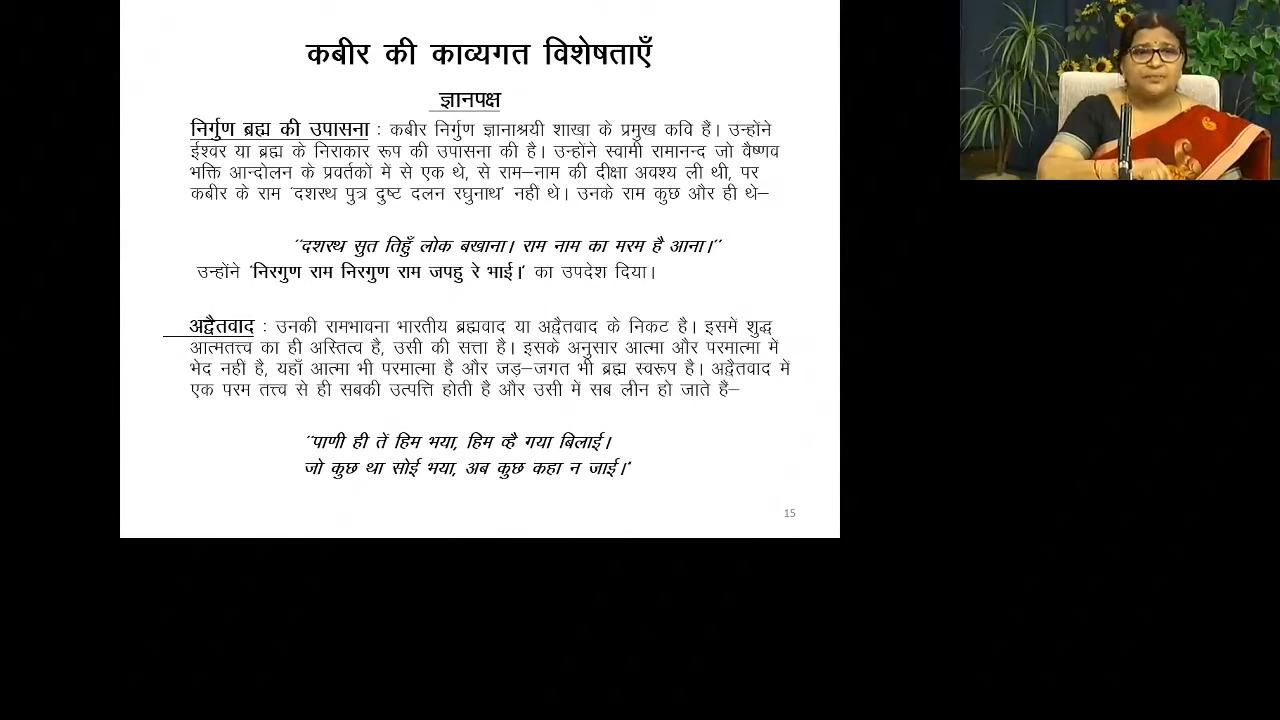 कबीर की काव्यगत विशेषताएँ
ज्ञानपक्ष
निर्गुण ब्रह्म की उपासना : कबीर निर्गुण ज्ञानाश्रयी शाखा के प्रमुख कवि हैं। उन्होंने
ईश्वर या ब्रह्म के निराकार रूप की उपासना की है। उन्होंने स्वामी रामानन्द जो वैष्णव
भक्ति आन्दोलन के प्रवर्तकों में से एक थे, से राम–नाम की दीक्षा अवश्य ली थी, पर
कबीर के राम 'दशरथ पुत्र दुष्ट दलन रघुनाथ' नहीं थे। उनके राम कुछ और ही थे–
''दशरथ सुत तिहुँ लोक बखाना। राम नाम का मरम है आना।''
उन्होंने 'निरगुण राम निरगुण राम जपहु रे भाई।' का उपदेश दिया।
अद्वैतवाद : उनकी रामभावना भारतीय ब्रह्मवाद या अद्वैतवाद के निकट है। इसमें शुद्ध
आत्मतत्त्व का ही अस्तित्व है, उसी की सत्ता है। इसके अनुसार आत्मा और परमात्मा में
भेद नहीं है, यहाँ आत्मा भी परमात्मा है और जड़–जगत भी ब्रह्म स्वरूप है। अद्वैतवाद में
एक परम तत्त्व से ही सबकी उत्पत्ति होती है और उसी में सब लीन हो जाते हैं–
''पाणी ही तें हिम भया, हिम व्है गया बिलाई।
जो कुछ था सोई भया, अब कुछ कहा न जाई।'
15